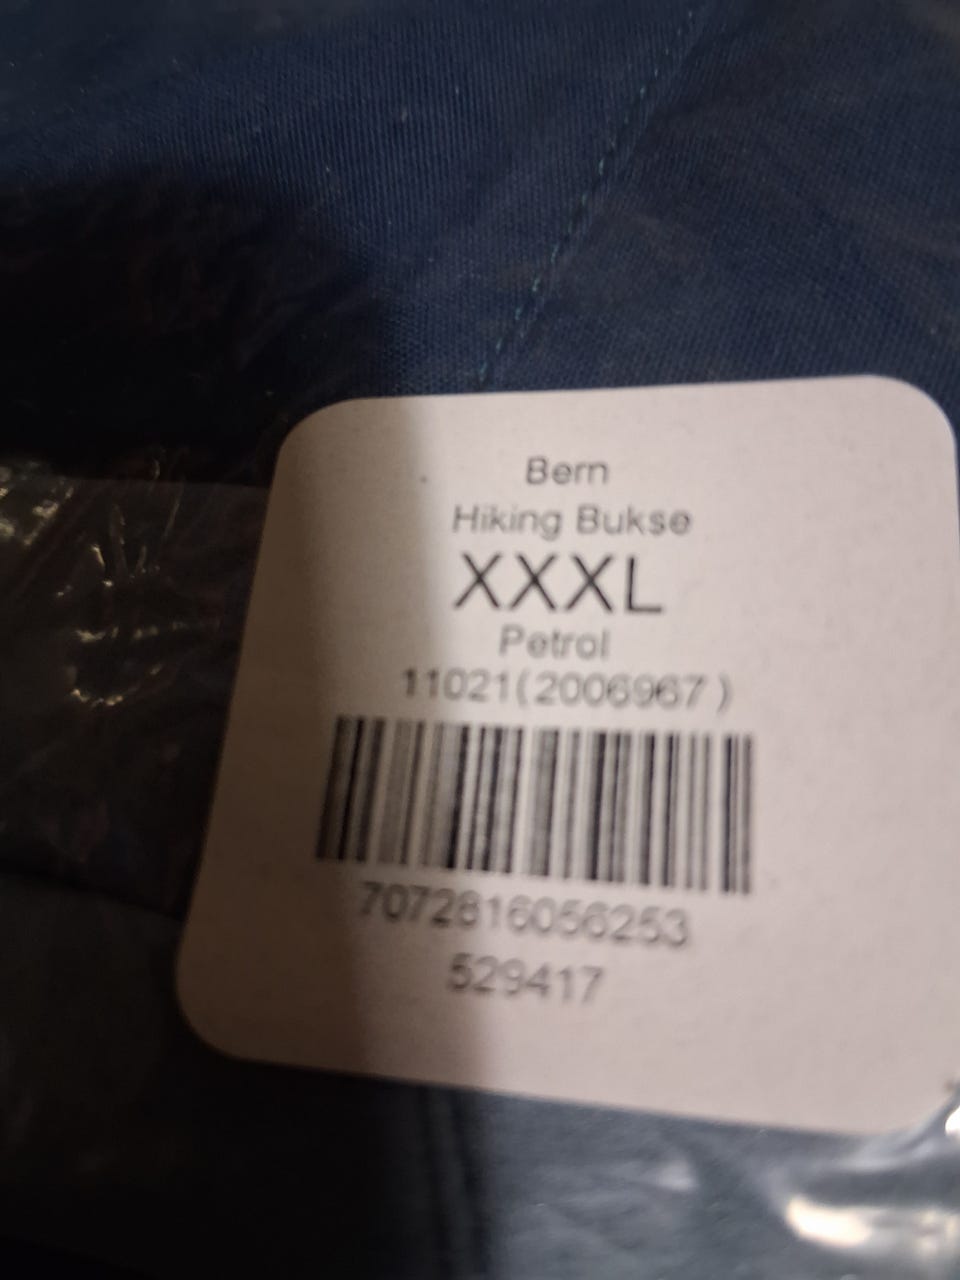 Bern
Hiking Bukse
XXXL
Petrol
11021(2006967)
7072816056253
529417